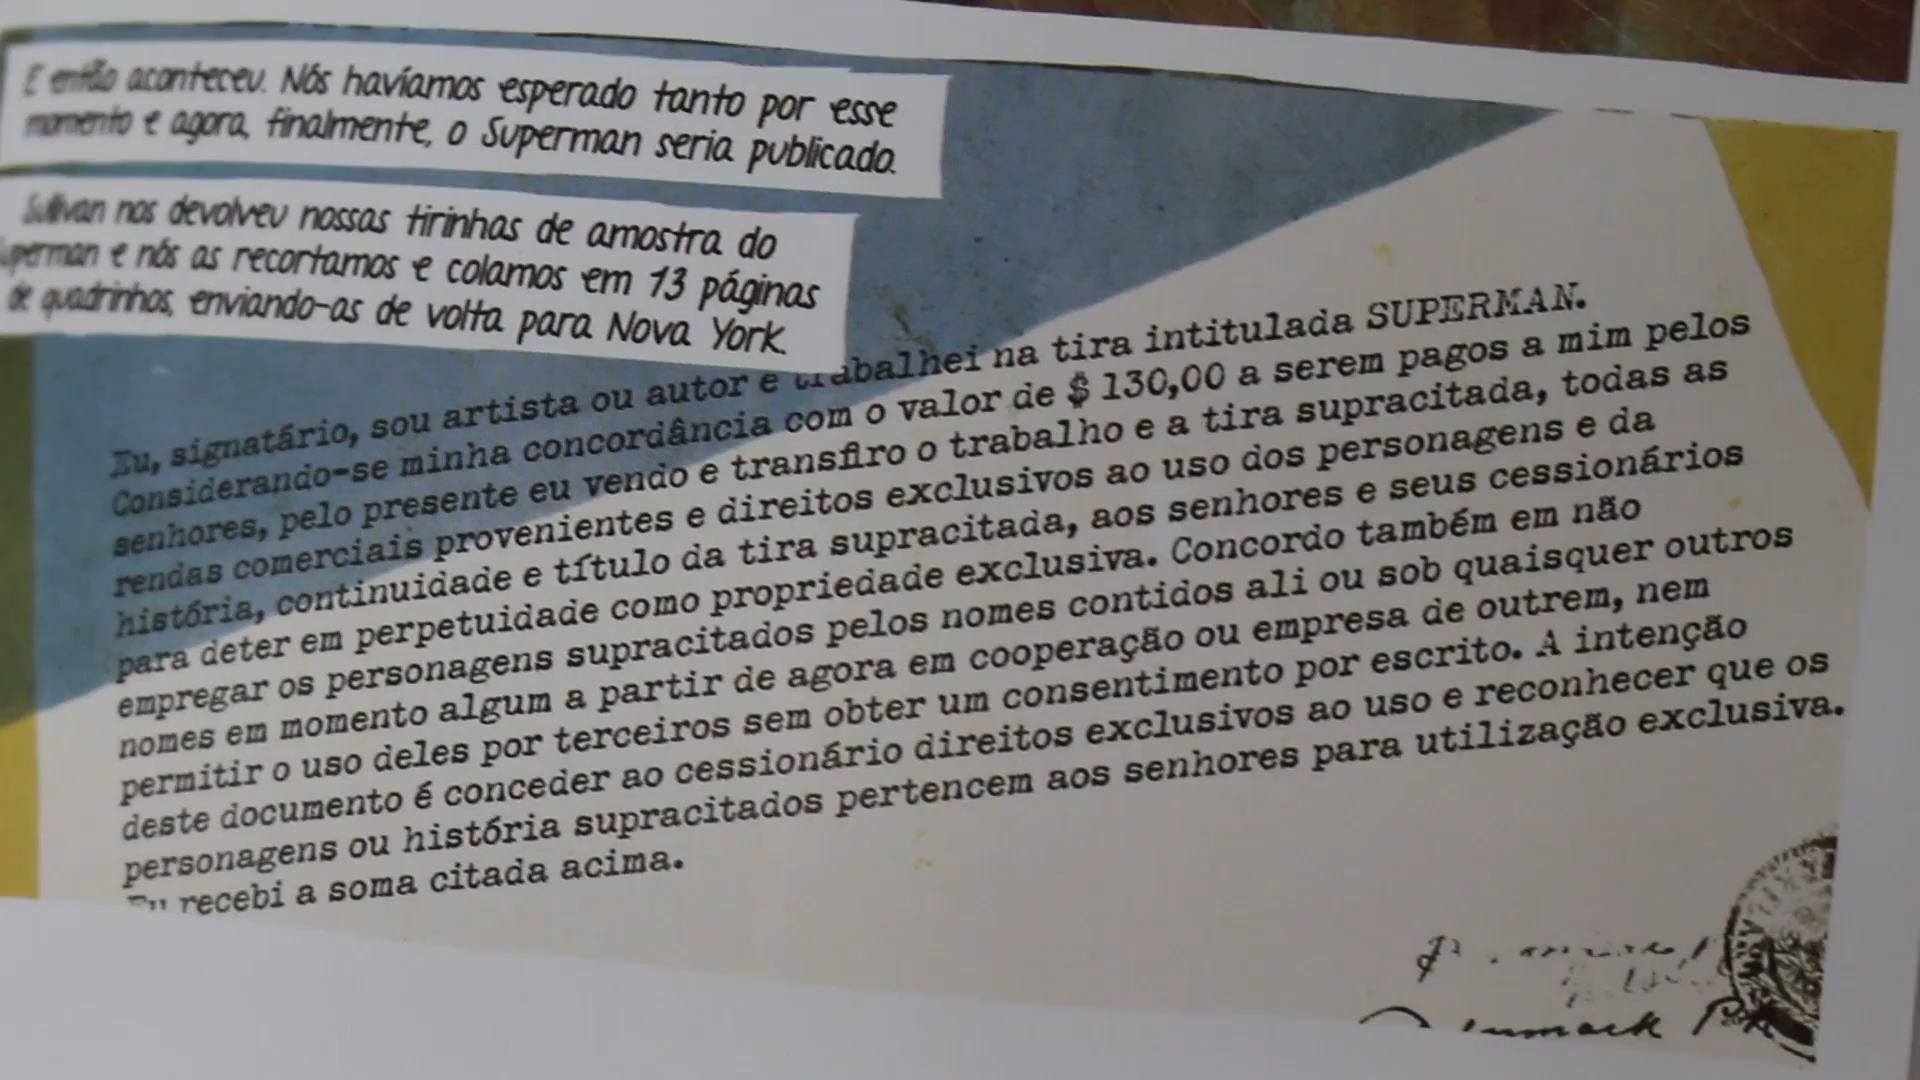 E então aconteceu. Nós havíamos esperado tanto por esse
momento e agora, finalmente, o Superman seria publicado.
Sullivan nos devolveu nossas tirinhas de amostra do
Superman e nós as recortamos e colamos em 13 páginas
de quadrinhos, enviando-as de volta para Nova York.
Eu, signatário, sou artista ou autor e trabalhei na tira intitulada SUPERMAN.
Considerando-se minha concordância com o valor de $ 130,00 a serem pagos a mim pelos
senhores, pelo presente eu vendo e transfiro o trabalho e a tira supracitada, todas as
rendas comerciais provenientes e direitos exclusivos ao uso dos personagens e da
história, continuidade e título da tira supracitada, aos senhores e seus cessionários
para deter em perpetuidade como propriedade exclusiva. Concordo também em não
empregar os personagens supracitados pelos nomes contidos ali ou sob quaisquer outros
nomes em momento algum a partir de agora em cooperação ou empresa de outrem, nem
permitir o uso deles por terceiros sem obter um consentimento por escrito. A intenção
deste documento é conceder ao cessionário direitos exclusivos ao uso e reconhecer que os
personagens ou história supracitados pertencem aos senhores para utilização exclusiva.
Eu recebi a soma citada acima.